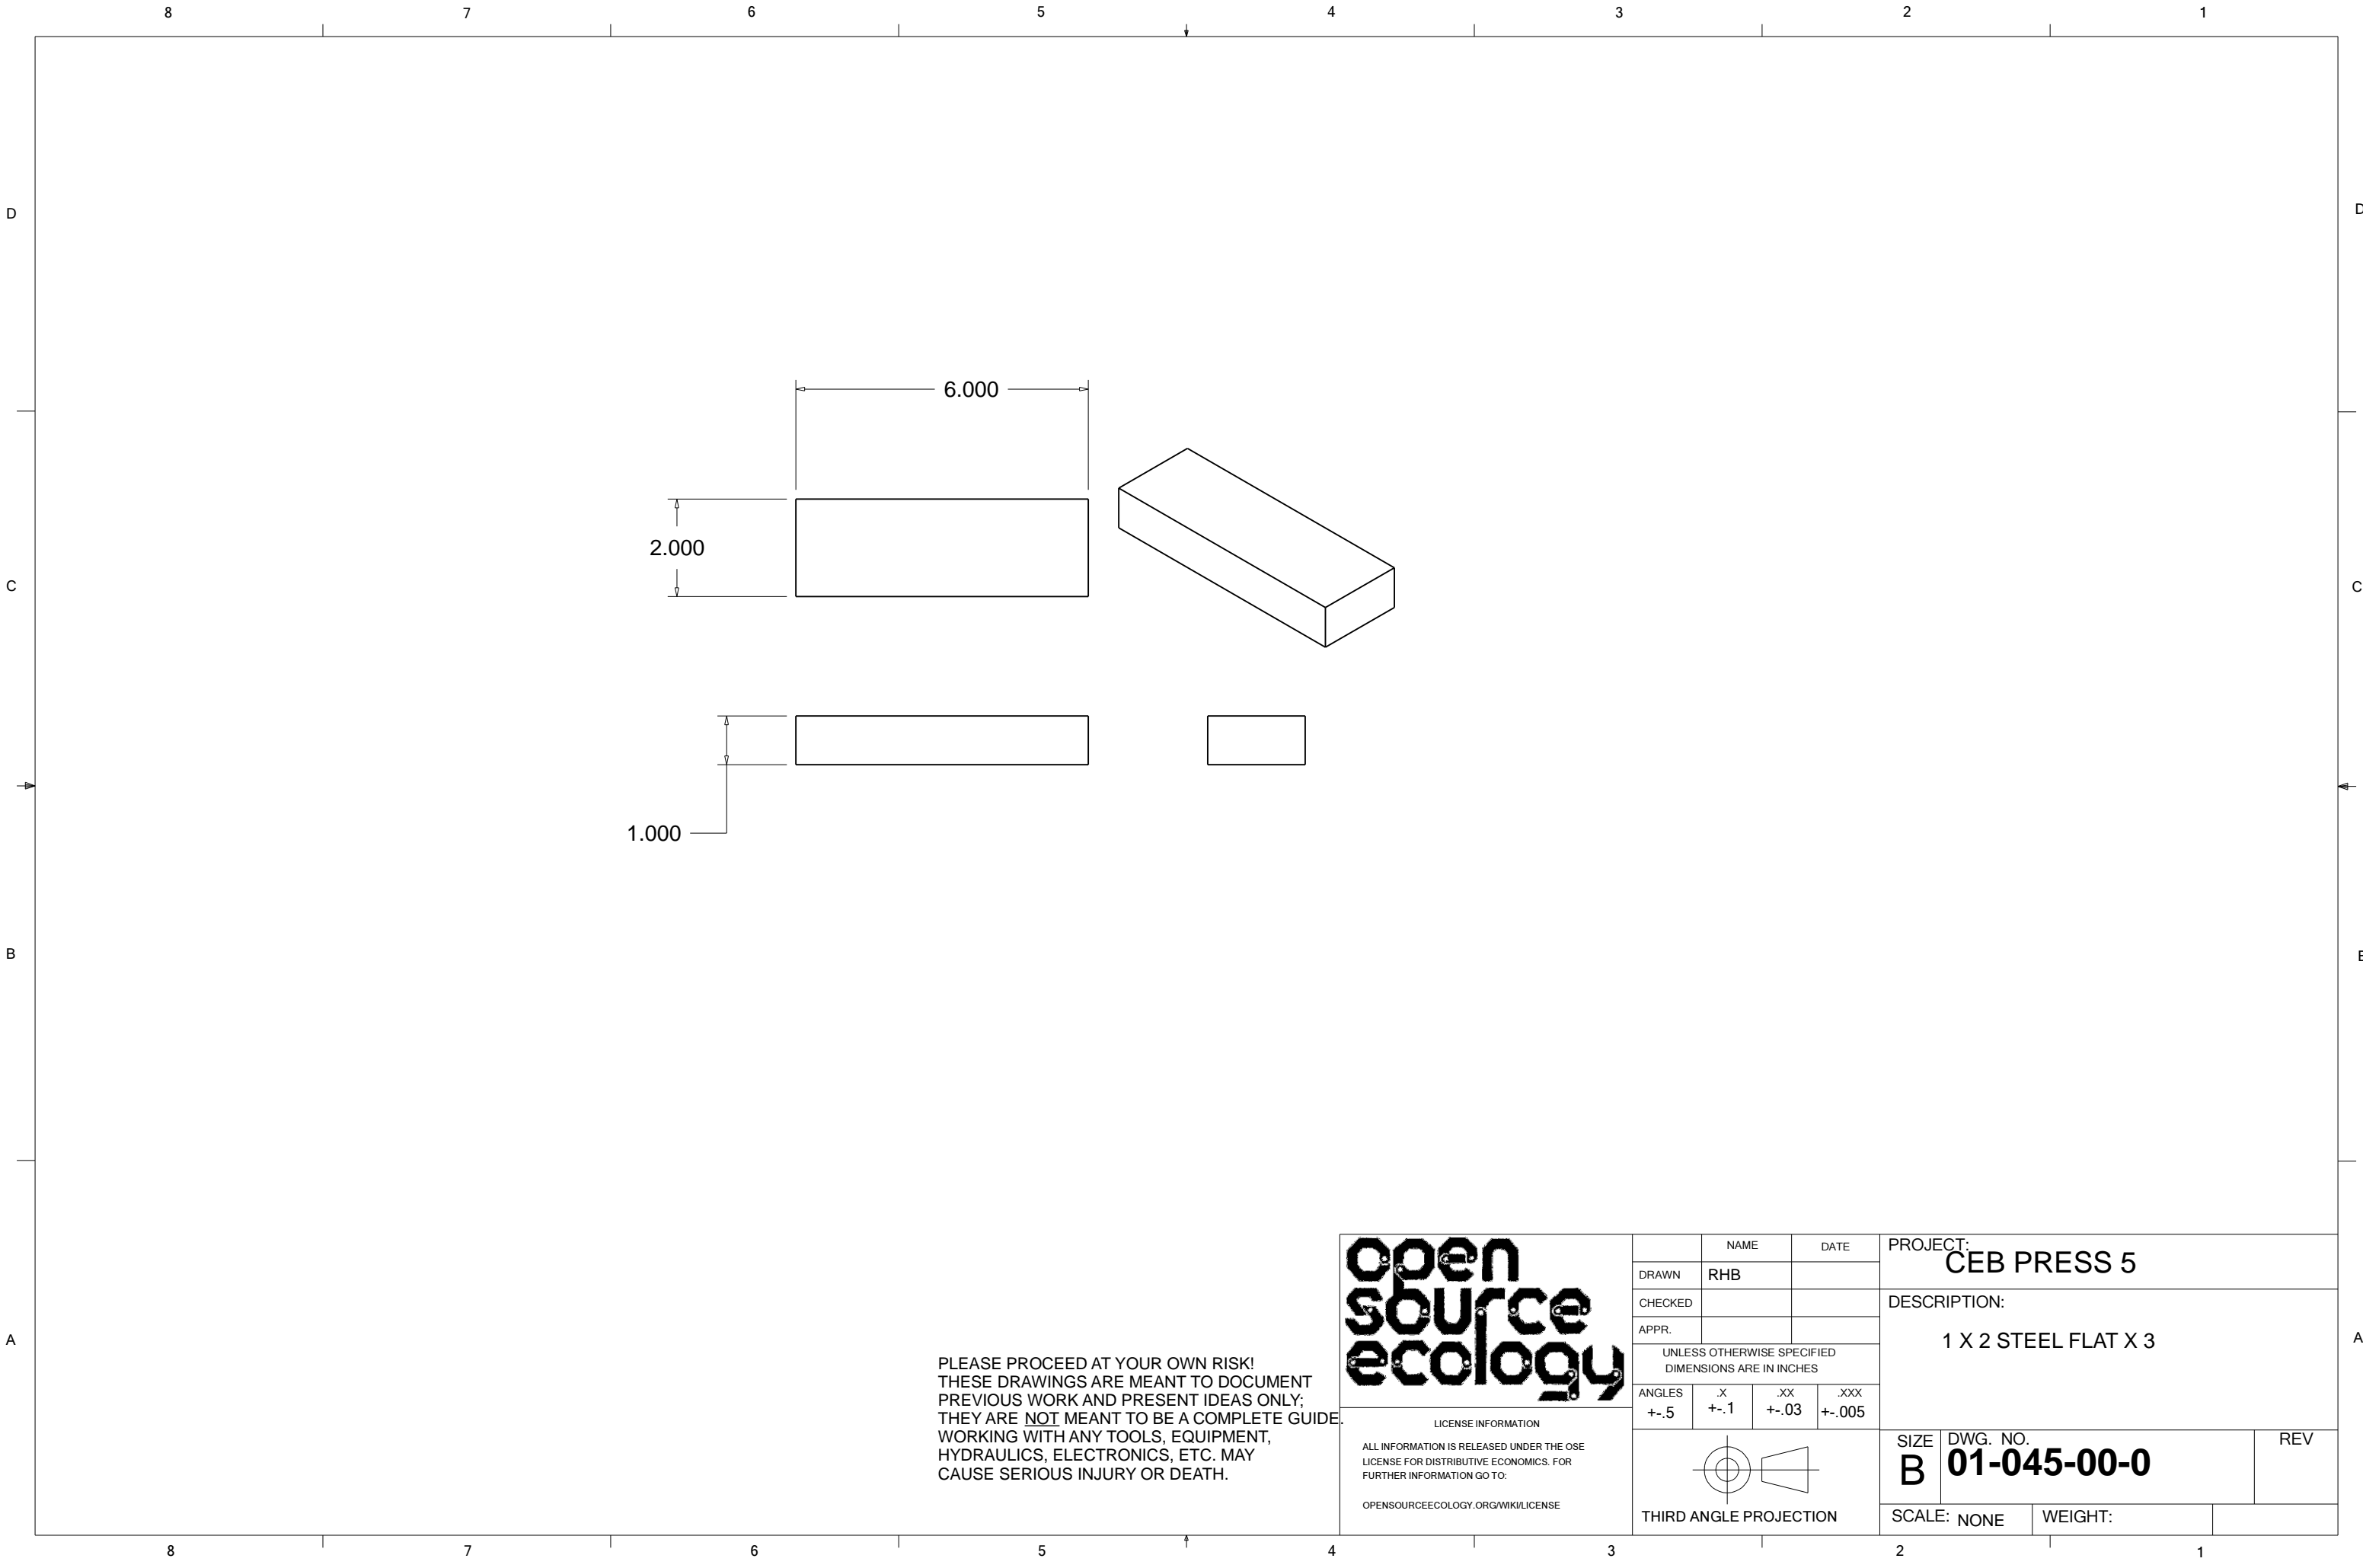 8 7 6 5 4 3 2 1
D D
6.000
2.000
C C
1.000
B B
A A
PLEASE PROCEED AT YOUR OWN RISK!
THESE DRAWINGS ARE MEANT TO DOCUMENT
PREVIOUS WORK AND PRESENT IDEAS ONLY;
THEY ARE NOT MEANT TO BE A COMPLETE GUIDE.
WORKING WITH ANY TOOLS, EQUIPMENT,
HYDRAULICS, ELECTRONICS, ETC. MAY
CAUSE SERIOUS INJURY OR DEATH.
open
source
ecology
LICENSE INFORMATION
ALL INFORMATION IS RELEASED UNDER THE OSE
LICENSE FOR DISTRIBUTIVE ECONOMICS. FOR
FURTHER INFORMATION GO TO:
OPENSOURCEECOLOGY.ORG/WIKI/LICENSE
NAME DATE
DRAWN RHB
CHECKED
APPR.
UNLESS OTHERWISE SPECIFIED
DIMENSIONS ARE IN INCHES
ANGLES .X .XX .XXX
+-.5 +-.1 +-.03 +-.005
THIRD ANGLE PROJECTION
PROJECT:
CEB PRESS 5
DESCRIPTION:
1 X 2 STEEL FLAT X 3
SIZE DWG. NO. REV
B 01-045-00-0
SCALE: NONE WEIGHT:
8 7 6 5 4 3 2 1